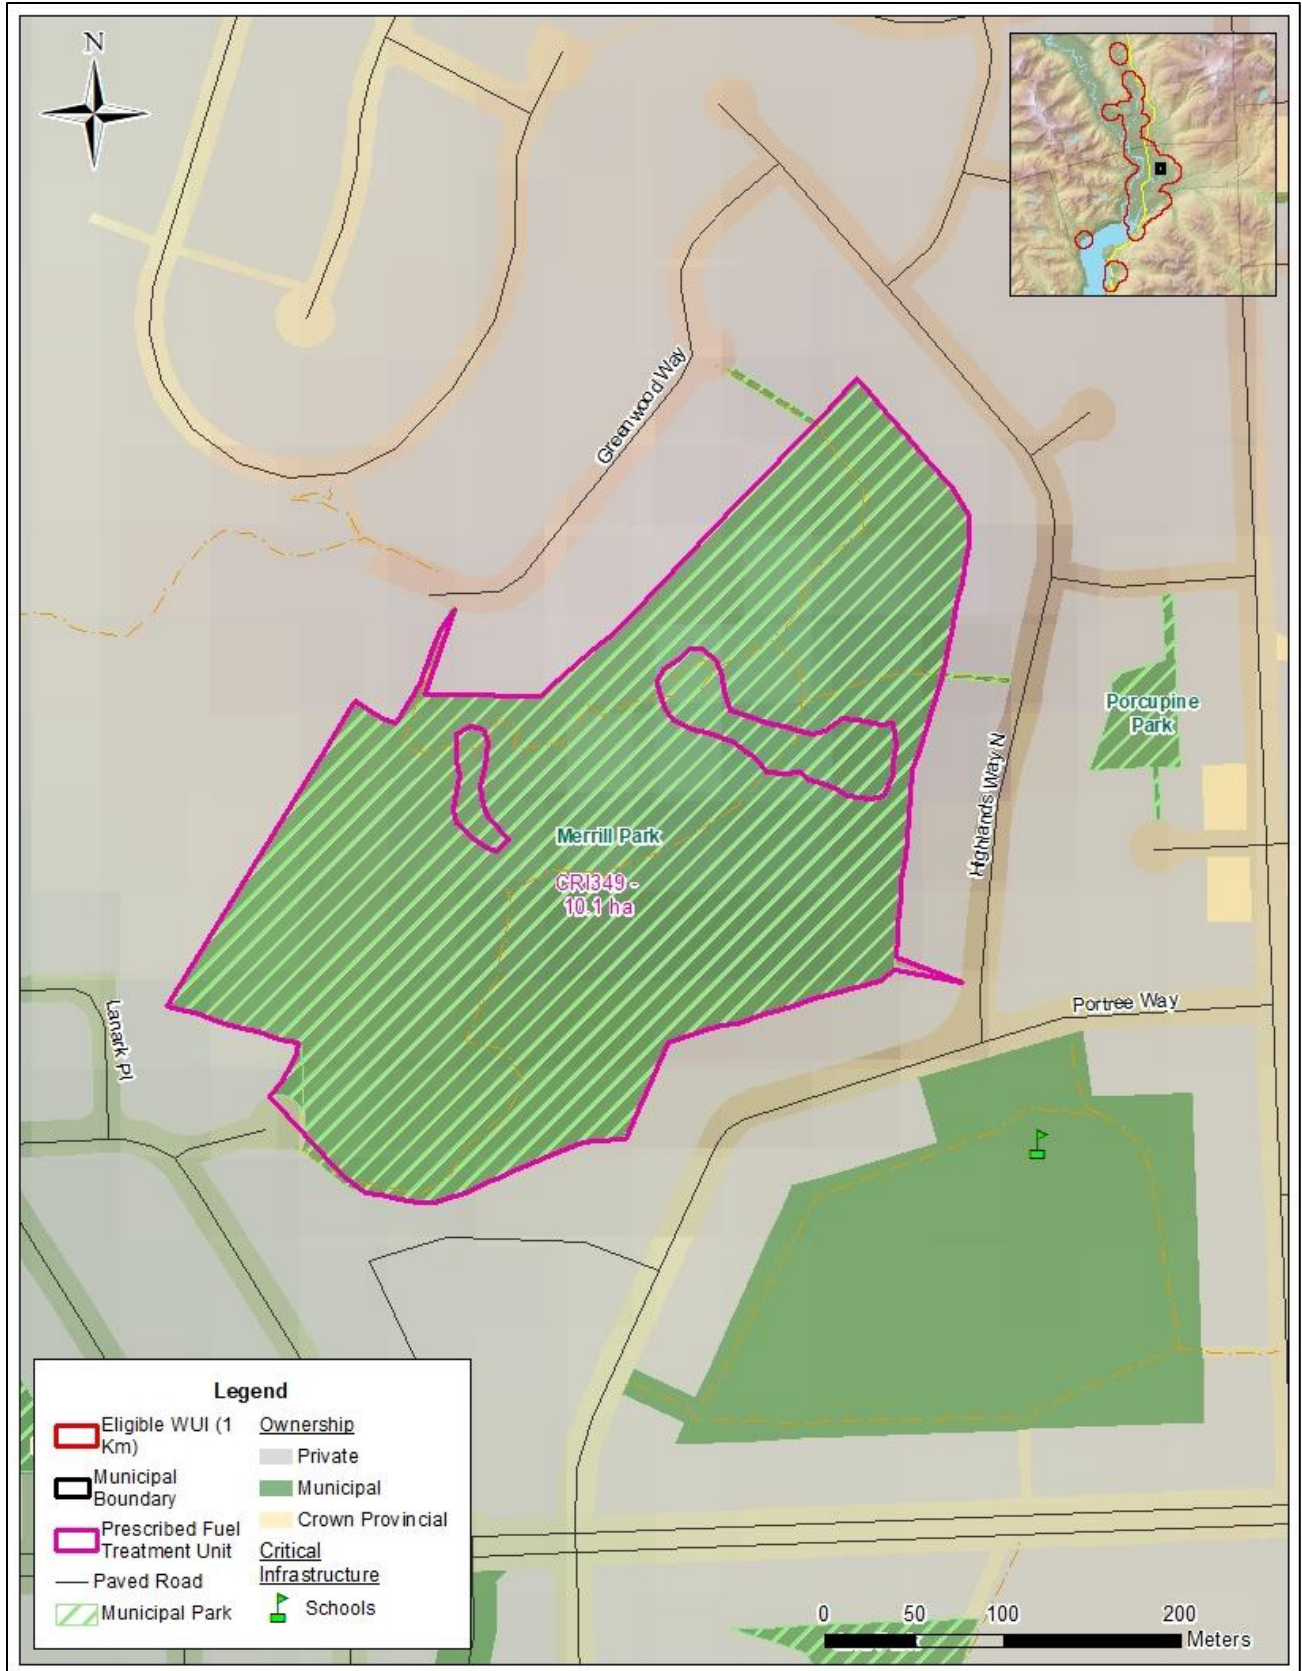 N
Greenwood Way
Porcupine
Park
Highlands Way N
Merrill Park
CRI349 -
10.1 ha
Portree Way
Lanark Pl
Legend
Eligible WUI (1
Km)
Municipal
Boundary
Prescribed Fuel
Treatment Unit
Paved Road
Municipal Park
Ownership
Private
Municipal
Crown Provincial
Critical
Infrastructure
Schools
0 50 100 200
Meters